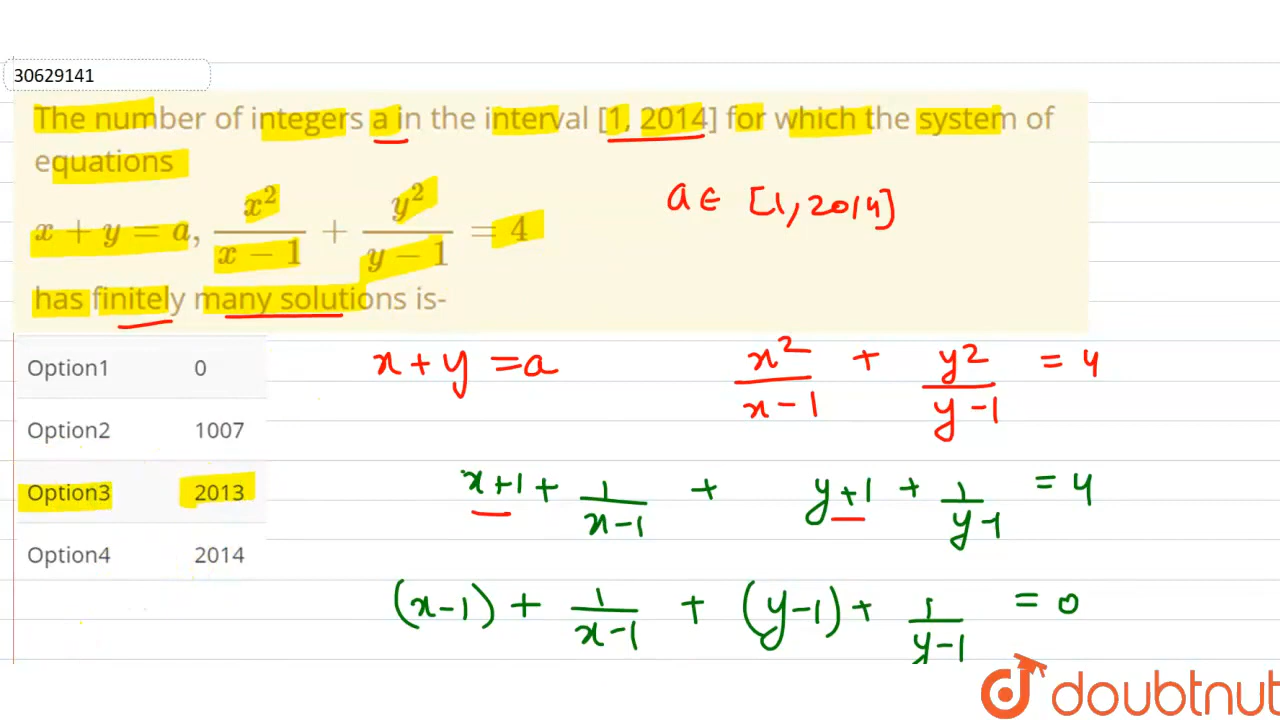 30629141
The number of integers a in the interval [1, 2014] for which the system of
equations
x + y = a, x²/(x − 1) + y²/(y − 1) = 4
a ∈ [1, 2014]
has finitely many solutions is-
Option1 0
Option2 1007
Option3 2013
Option4 2014
x + y = a x²/(x − 1) + y²/(y − 1) = 4
x+1 + 1/(x−1) + y+1 + 1/(y−1) = 4
(x−1) + 1/(x−1) + (y−1) + 1/(y−1) = 0
doubtnut